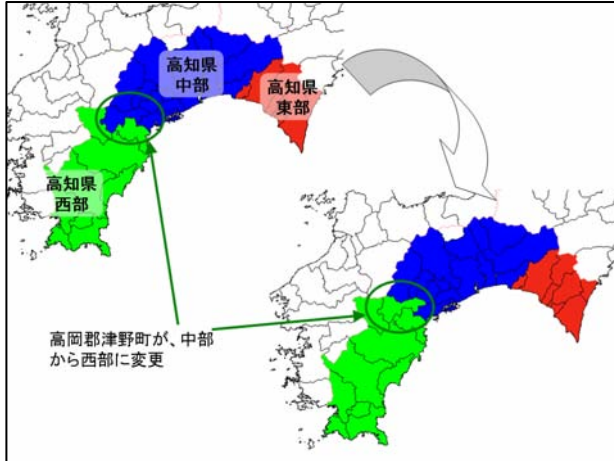 高知県
中部
高知県
東部
高知県
西部
高岡郡津野町が、中部
から西部に変更